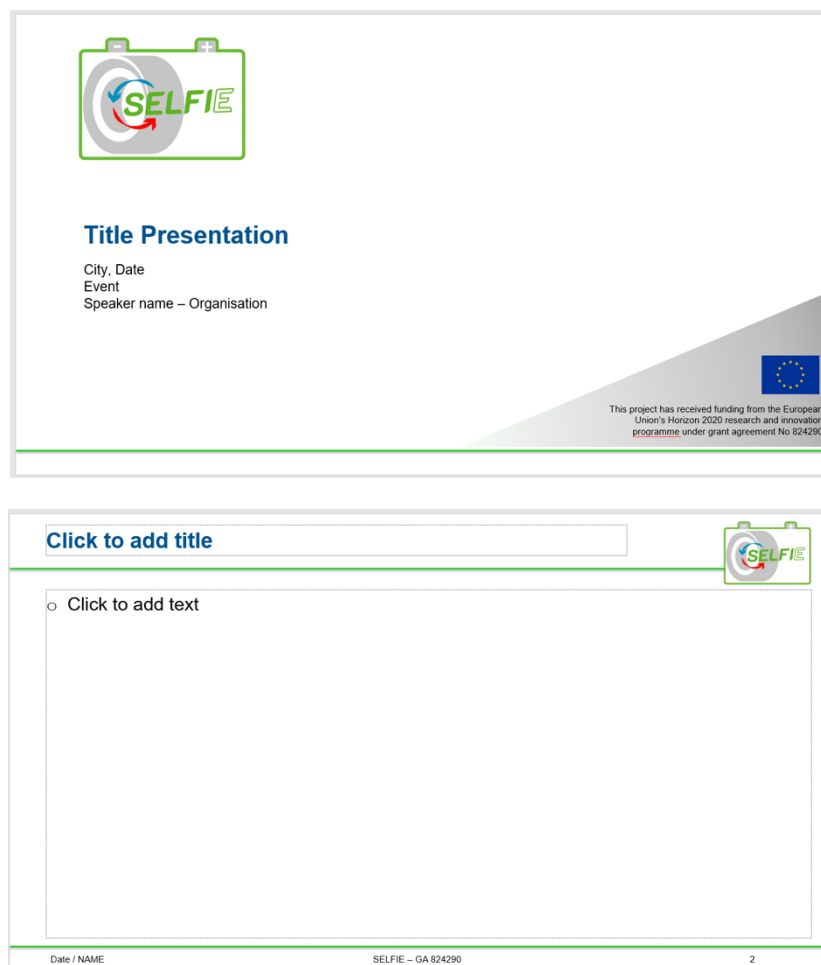 - +
SELFIE
Title Presentation
City, Date
Event
Speaker name – Organisation
This project has received funding from the European
Union's Horizon 2020 research and innovation
programme under grant agreement No 824290
Click to add title
SELFIE
o Click to add text
Date / NAME
SELFIE – GA 824290
2